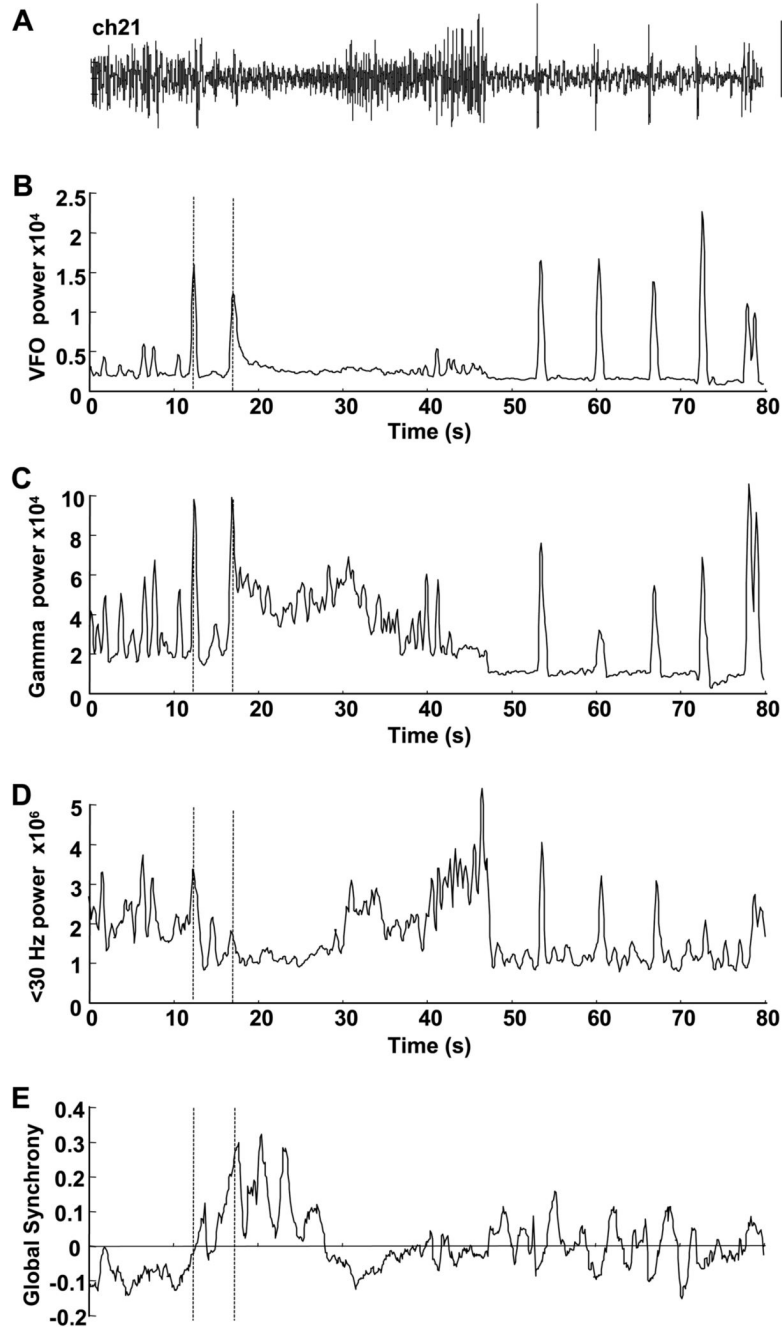 A
ch21
B
VFO power x10⁴
2.5
2
1.5
1
0.5
0
0 10 20 30 40 50 60 70 80
Time (s)
C
Gamma power x10⁴
10
8
6
4
2
0
0 10 20 30 40 50 60 70 80
Time (s)
D
<30 Hz power x10⁶
5
4
3
2
1
0
0 10 20 30 40 50 60 70 80
Time (s)
E
Global Synchrony
0.4
0.3
0.2
0.1
0
-0.1
-0.2